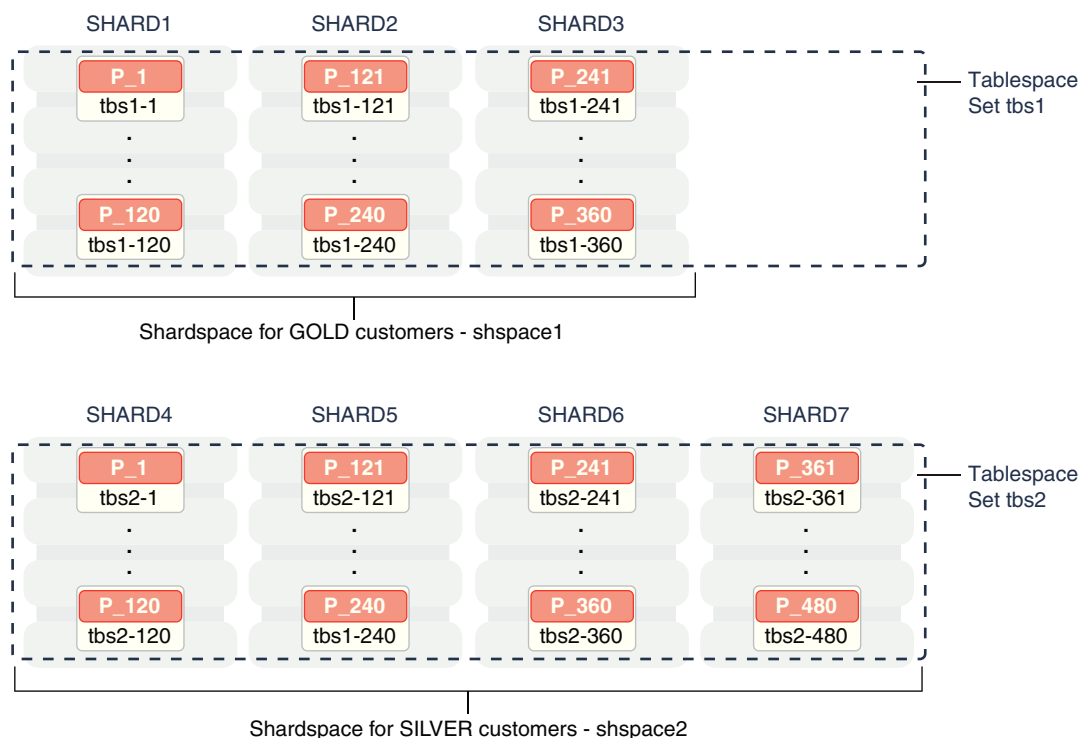 SHARD1 SHARD2 SHARD3
P_1 P_121 P_241
tbs1-1 tbs1-121 tbs1-241
Tablespace
Set tbs1
. . .
. . .
. . .
P_120 P_240 P_360
tbs1-120 tbs1-240 tbs1-360
Shardspace for GOLD customers - shspace1
SHARD4 SHARD5 SHARD6 SHARD7
P_1 P_121 P_241 P_361
tbs2-1 tbs2-121 tbs2-241 tbs2-361
Tablespace
Set tbs2
. . . .
. . . .
. . . .
P_120 P_240 P_360 P_480
tbs2-120 tbs1-240 tbs2-360 tbs2-480
Shardspace for SILVER customers - shspace2